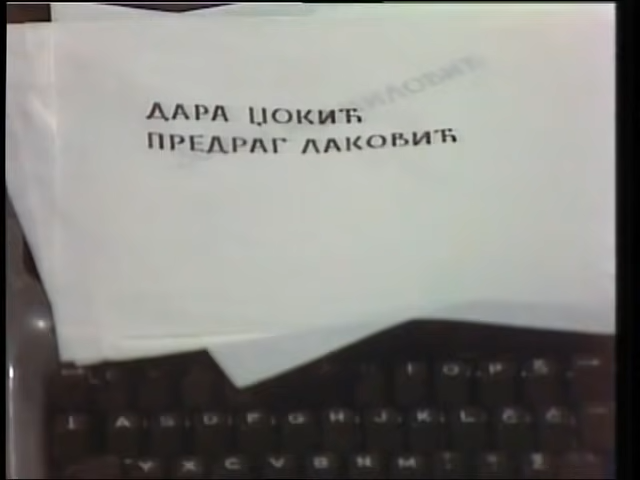 ДАРА ЏОКИЋ
ПРЕДРАГ ЛАКОВИЋ
I O P Š
A S D F G H J K L Č Ć
Y X C V B N M